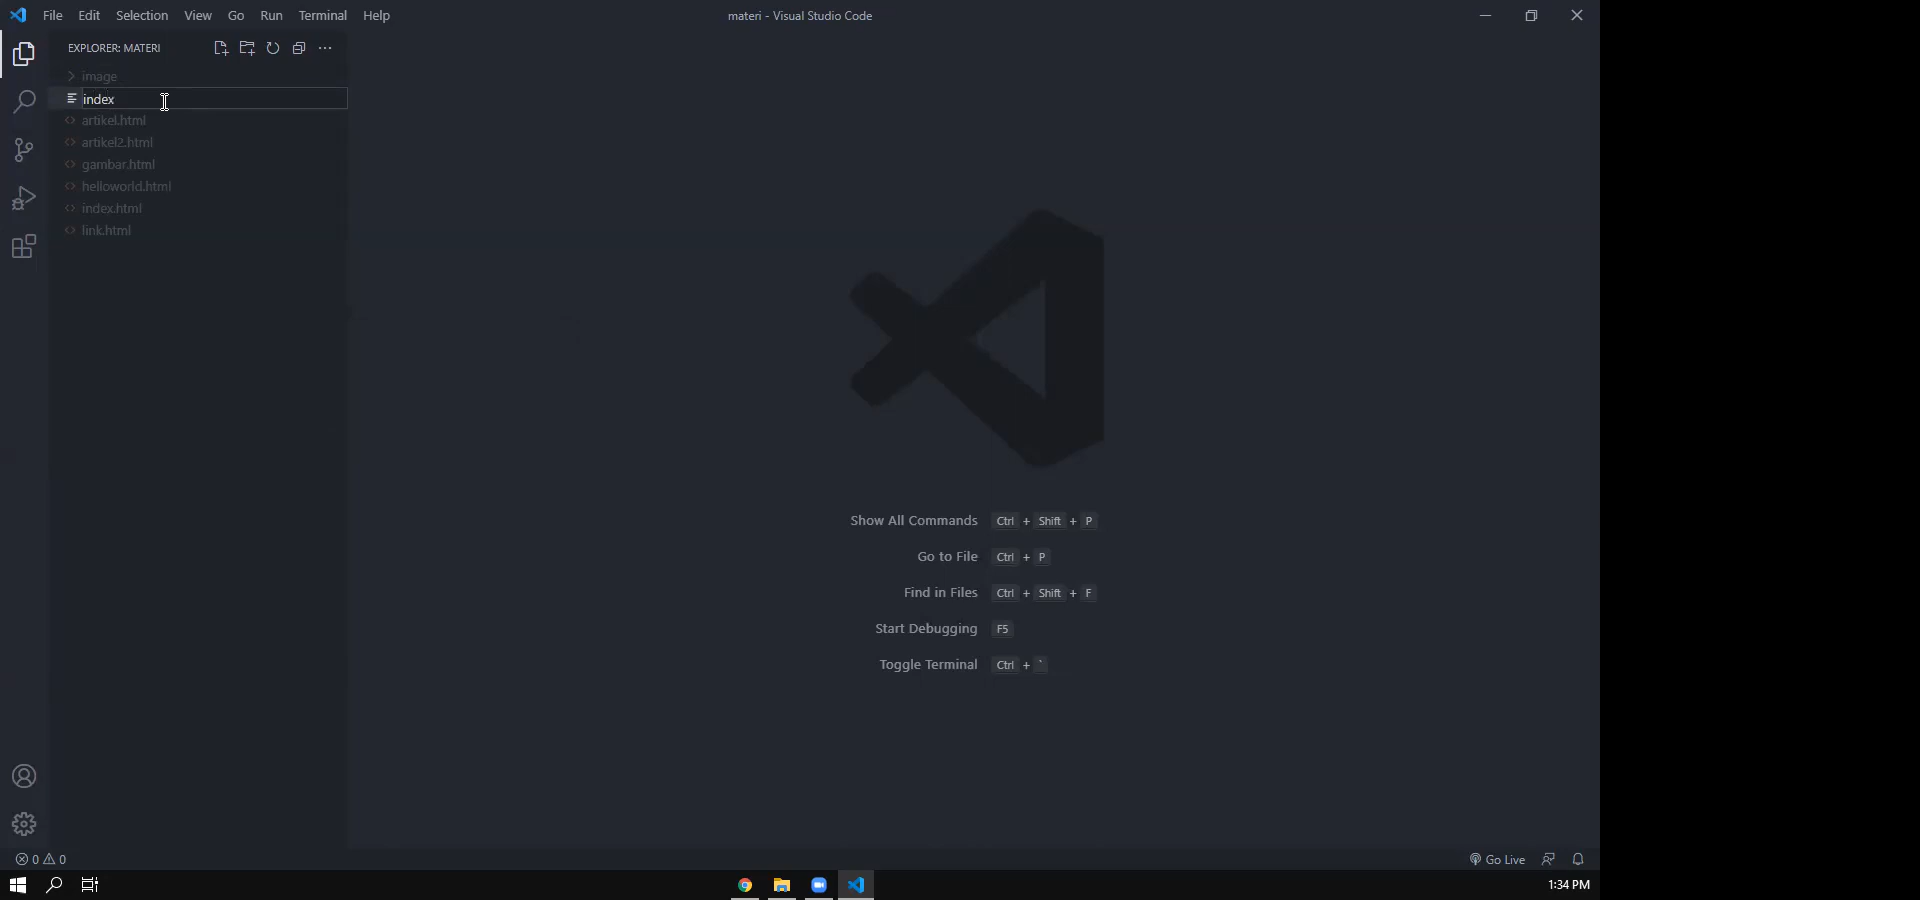 File Edit Selection View Go Run Terminal Help
materi - Visual Studio Code
EXPLORER: MATERI
image
index
artikel.html
artikel2.html
gambar.html
helloworld.html
index.html
link.html
Show All Commands Ctrl + Shift + P
Go to File Ctrl + P
Find in Files Ctrl + Shift + F
Start Debugging F5
Toggle Terminal Ctrl + `
0 0
Go Live
1:34 PM